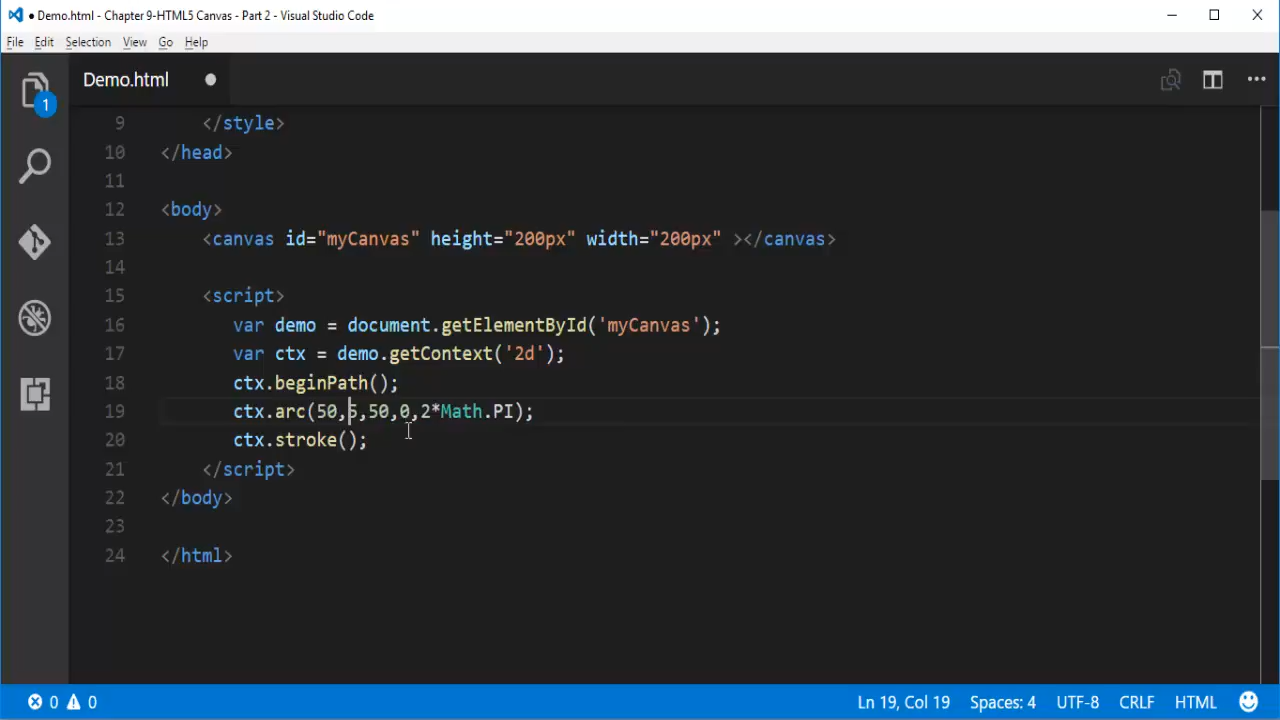 ● Demo.html - Chapter 9-HTML5 Canvas - Part 2 - Visual Studio Code
File Edit Selection View Go Help
1
Demo.html
9 </style>
10 </head>
11
12 <body>
13 <canvas id="myCanvas" height="200px" width="200px" ></canvas>
14
15 <script>
16 var demo = document.getElementById('myCanvas');
17 var ctx = demo.getContext('2d');
18 ctx.beginPath();
19 ctx.arc(50,5,50,0,2*Math.PI);
20 ctx.stroke();
21 </script>
22 </body>
23
24 </html>
0 0 Ln 19, Col 19 Spaces: 4 UTF-8 CRLF HTML